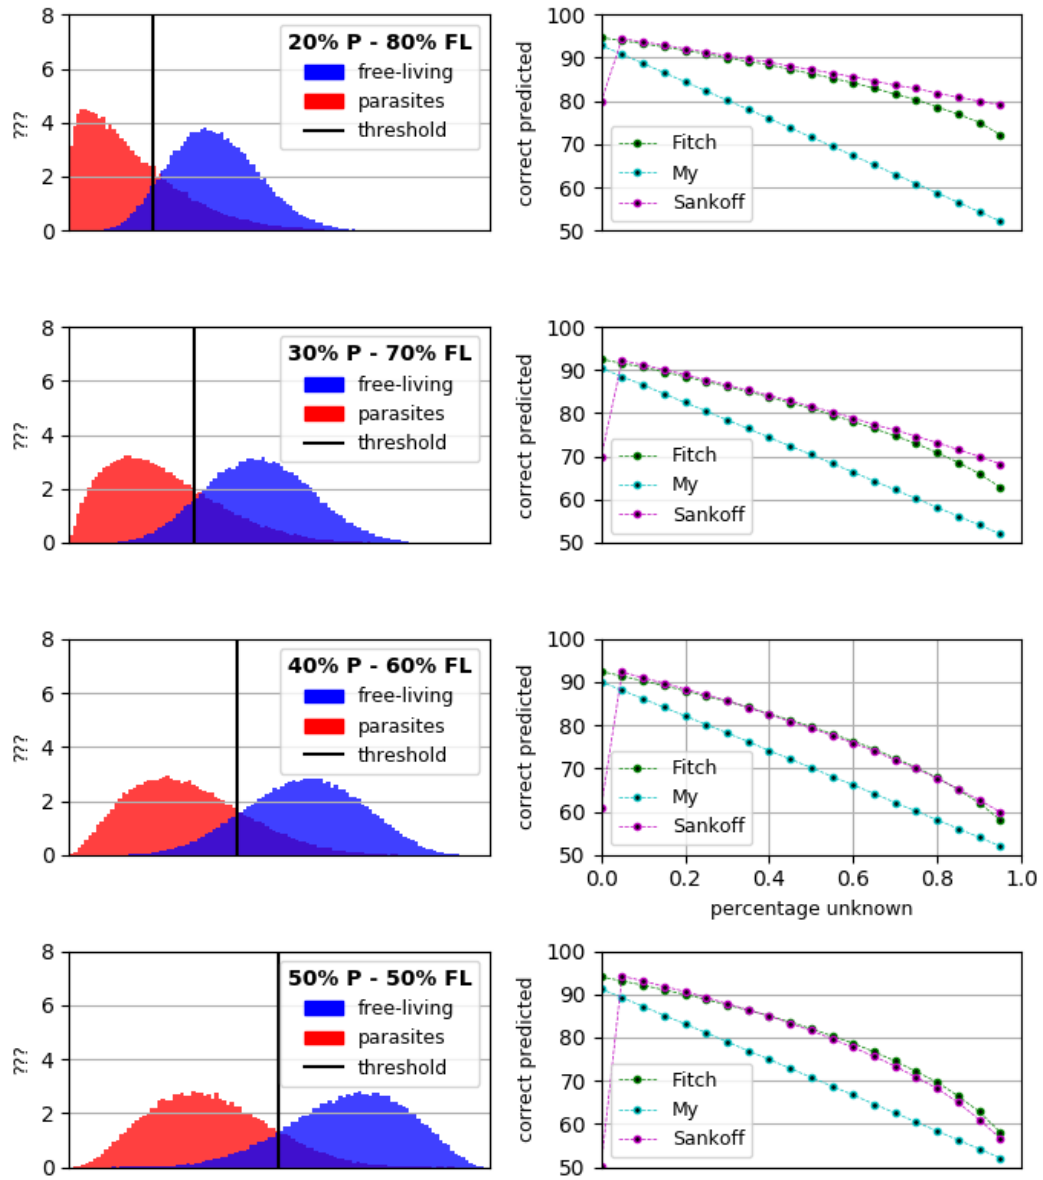 8
6
4
2
0
???
20% P - 80% FL
free-living
parasites
threshold
100
90
80
70
60
50
correct predicted
Fitch
My
Sankoff
8
6
4
2
0
???
30% P - 70% FL
free-living
parasites
threshold
100
90
80
70
60
50
correct predicted
Fitch
My
Sankoff
8
6
4
2
0
???
40% P - 60% FL
free-living
parasites
threshold
100
90
80
70
60
50
correct predicted
Fitch
My
Sankoff
0.0 0.2 0.4 0.6 0.8 1.0
percentage unknown
8
6
4
2
0
???
50% P - 50% FL
free-living
parasites
threshold
100
90
80
70
60
50
correct predicted
Fitch
My
Sankoff